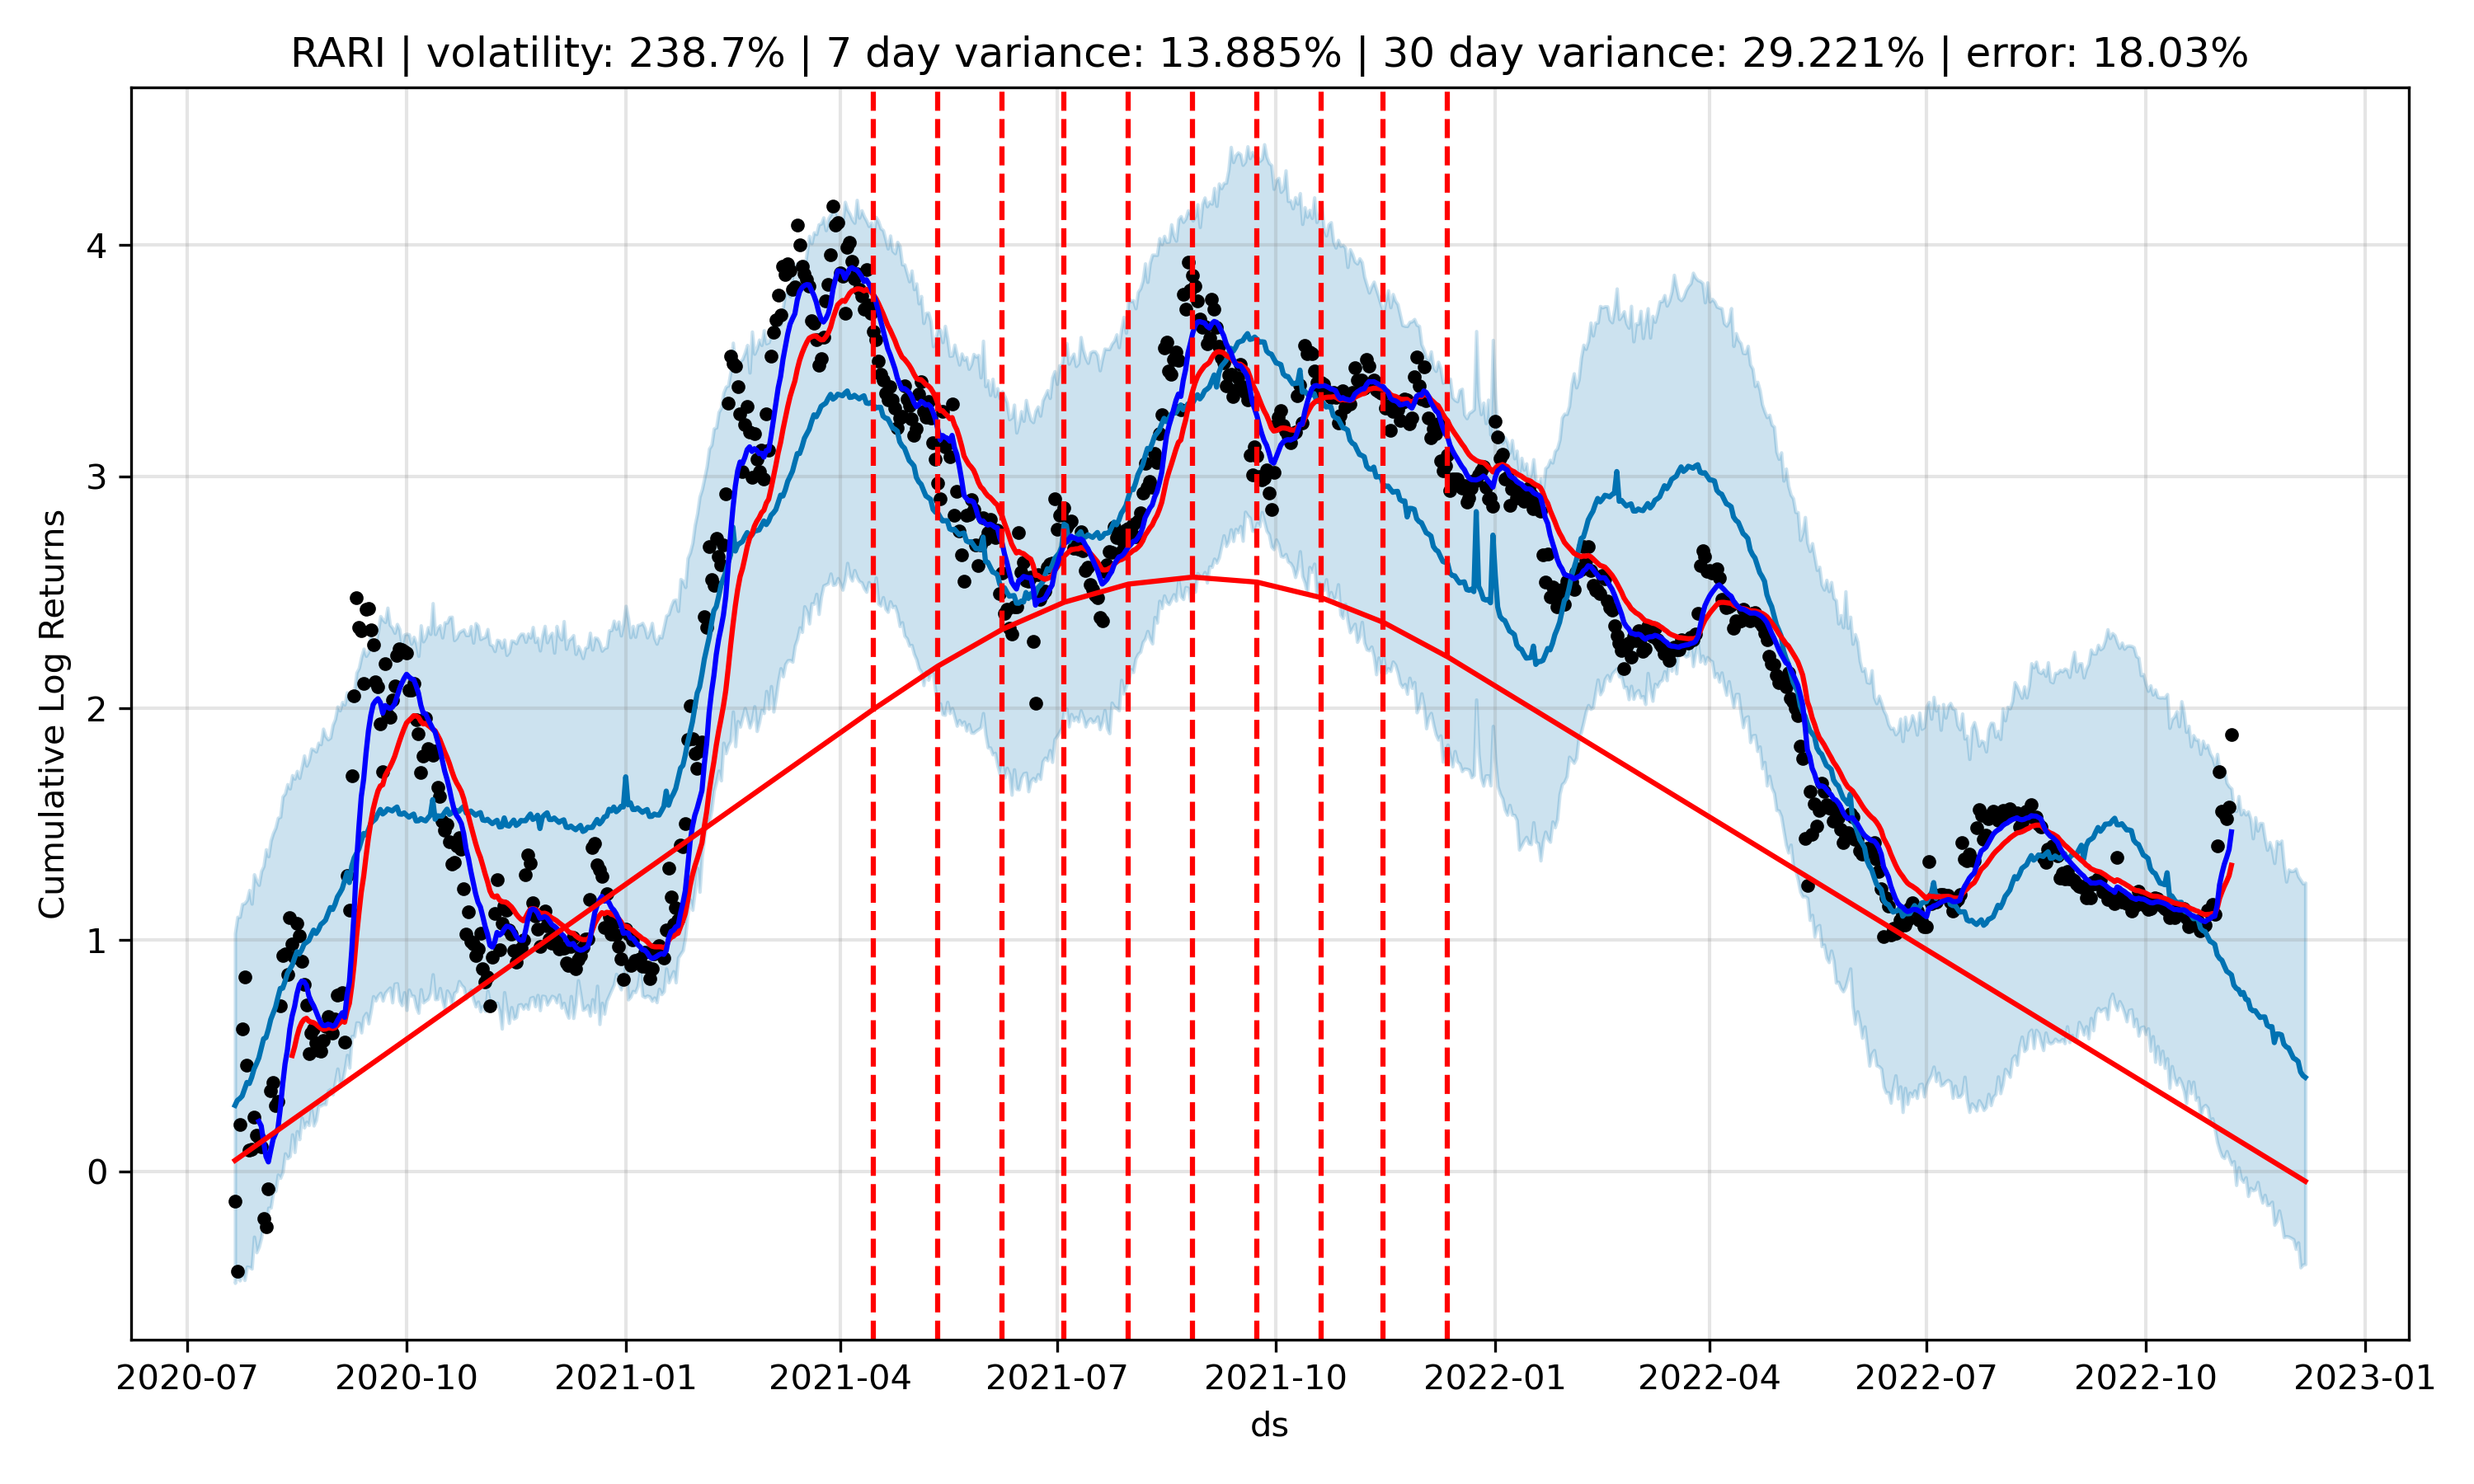 RARI | volatility: 238.7% | 7 day variance: 13.885% | 30 day variance: 29.221% | error: 18.03%
Cumulative Log Returns
4
3
2
1
0
2020-07 2020-10 2021-01 2021-04 2021-07 2021-10 2022-01 2022-04 2022-07 2022-10 2023-01
ds